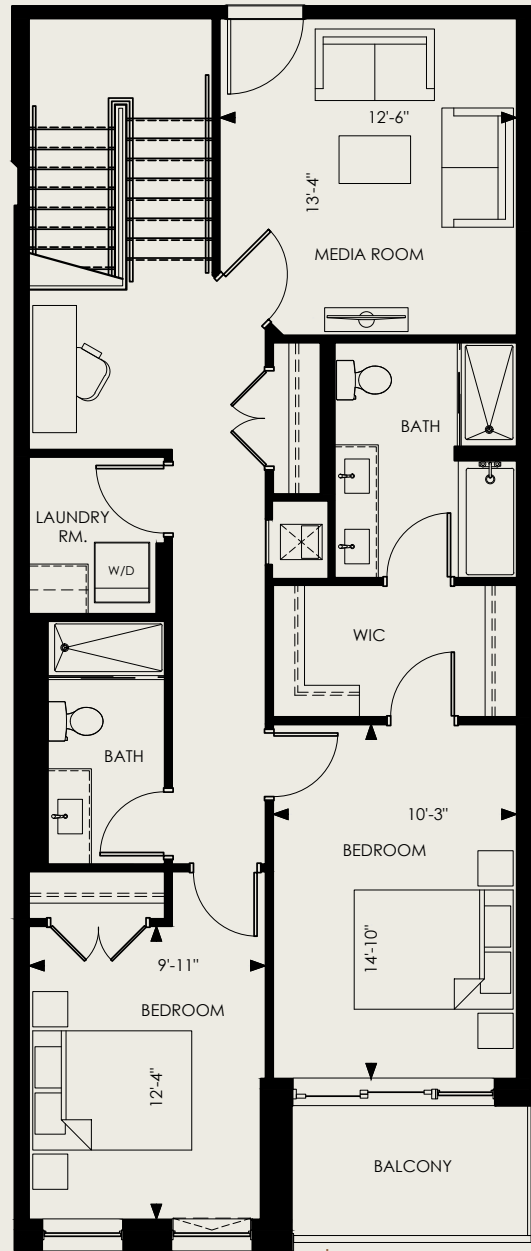 12'-6"
13'-4"
MEDIA ROOM
BATH
LAUNDRY
RM.
W/D
WIC
BATH
10'-3"
BEDROOM
14'-10"
9'-11"
BEDROOM
12'-4"
BALCONY